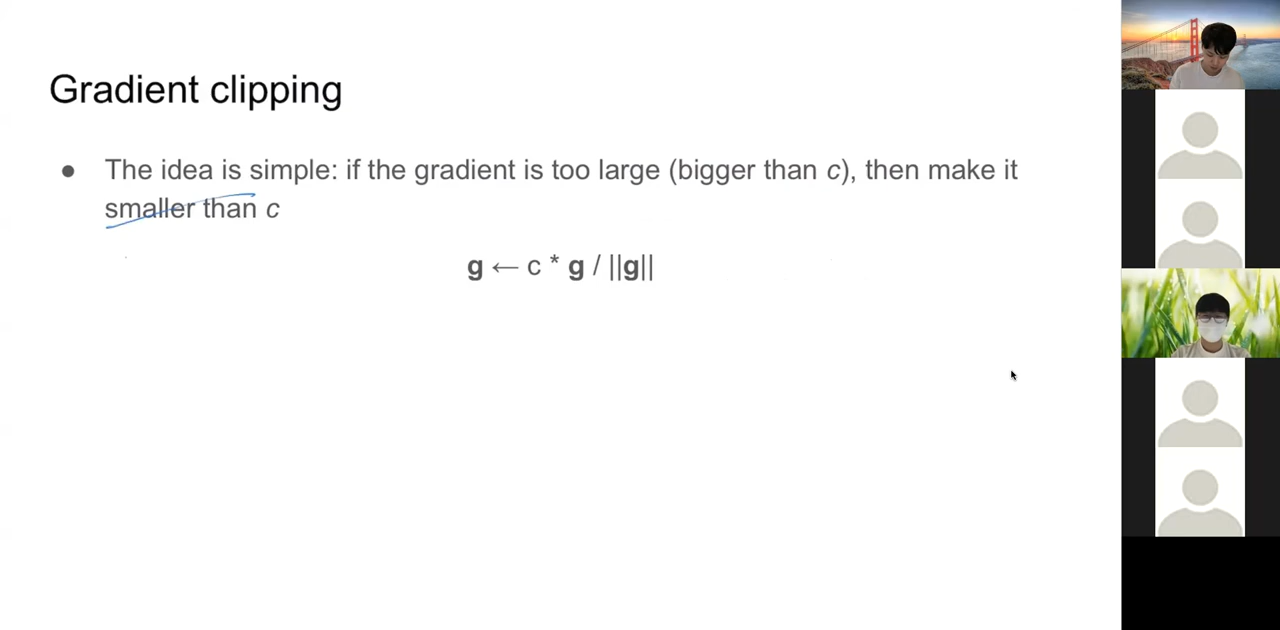 Gradient clipping
● The idea is simple: if the gradient is too large (bigger than c), then make it
smaller than c
g ← c * g / ||g||